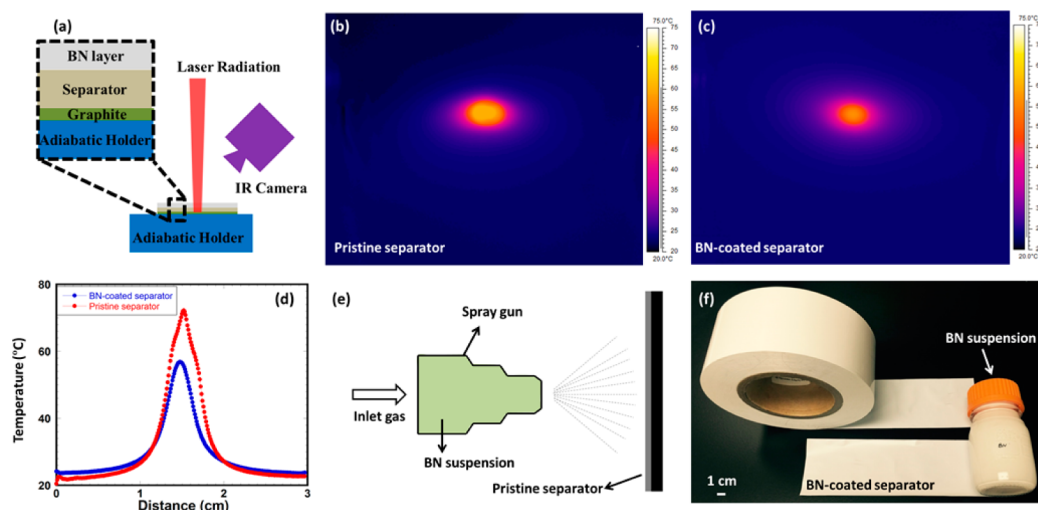 (a)
BN layer
Separator
Graphite
Adiabatic Holder
Laser Radiation
IR Camera
Adiabatic Holder
(b)
Pristine separator
75.0°C
75
70
65
60
55
50
45
40
35
30
25
20
20.0°C
(c)
BN-coated separator
75.0°C
20.0°C
(d)
BN-coated separator
Pristine separator
Temperature(°C)
80
60
40
20
0
1
2
3
Distance (cm)
(e)
Spray gun
Inlet gas
BN suspension
Pristine separator
(f)
BN suspension
BN
BN-coated separator
1 cm